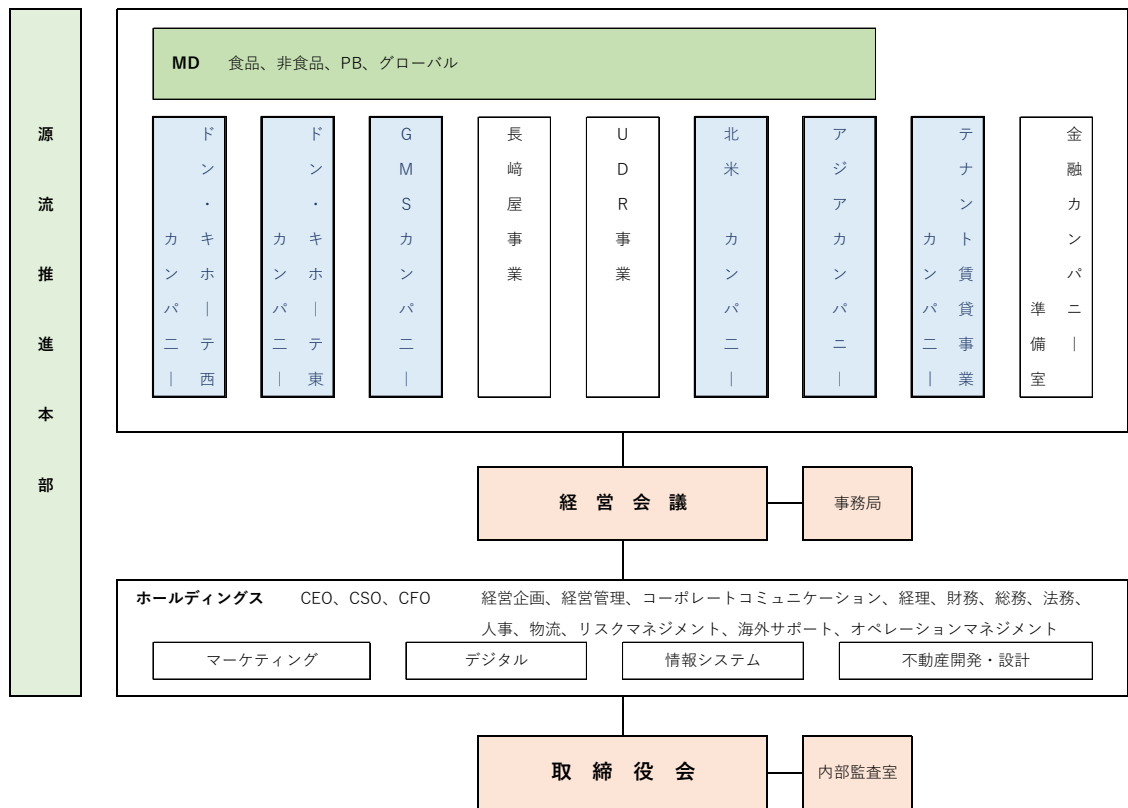 源流推進本部
MD 食品、非食品、PB、グローバル
ドン・キホーテ西
カンパニー
ドン・キホーテ東
カンパニー
GMSカンパニー
長﨑屋事業
UDR事業
北米 カンパニー
アジアカンパニー
テナント賃貸事業
カンパニー
金融カンパニー
準備室
経営会議
事務局
ホールディングス CEO、CSO、CFO 経営企画、経営管理、コーポレートコミュニケーション、経理、財務、総務、法務、
人事、物流、リスクマネジメント、海外サポート、オペレーションマネジメント
マーケティング
デジタル
情報システム
不動産開発・設計
取締役会
内部監査室